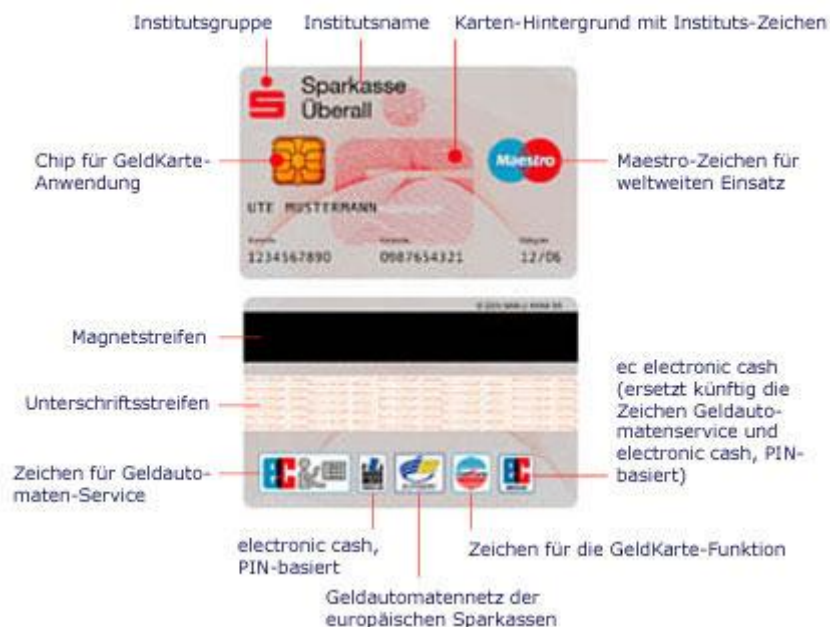 Institutsgruppe
Institutsname
Karten-Hintergrund mit Instituts-Zeichen
Sparkasse
Überall
Chip für GeldKarte-
Anwendung
Maestro
Maestro-Zeichen für
weltweiten Einsatz
UTE MUSTERMANN
1234567890
0987654321
12/06
Magnetstreifen
Unterschriftsstreifen
ec electronic cash
(ersetzt künftig die
Zeichen Geldauto-
matenservice und
electronic cash, PIN-
basiert)
Zeichen für Geldauto-
maten-Service
electronic cash,
PIN-basiert
Zeichen für die GeldKarte-Funktion
Geldautomatennetz der
europäischen Sparkassen